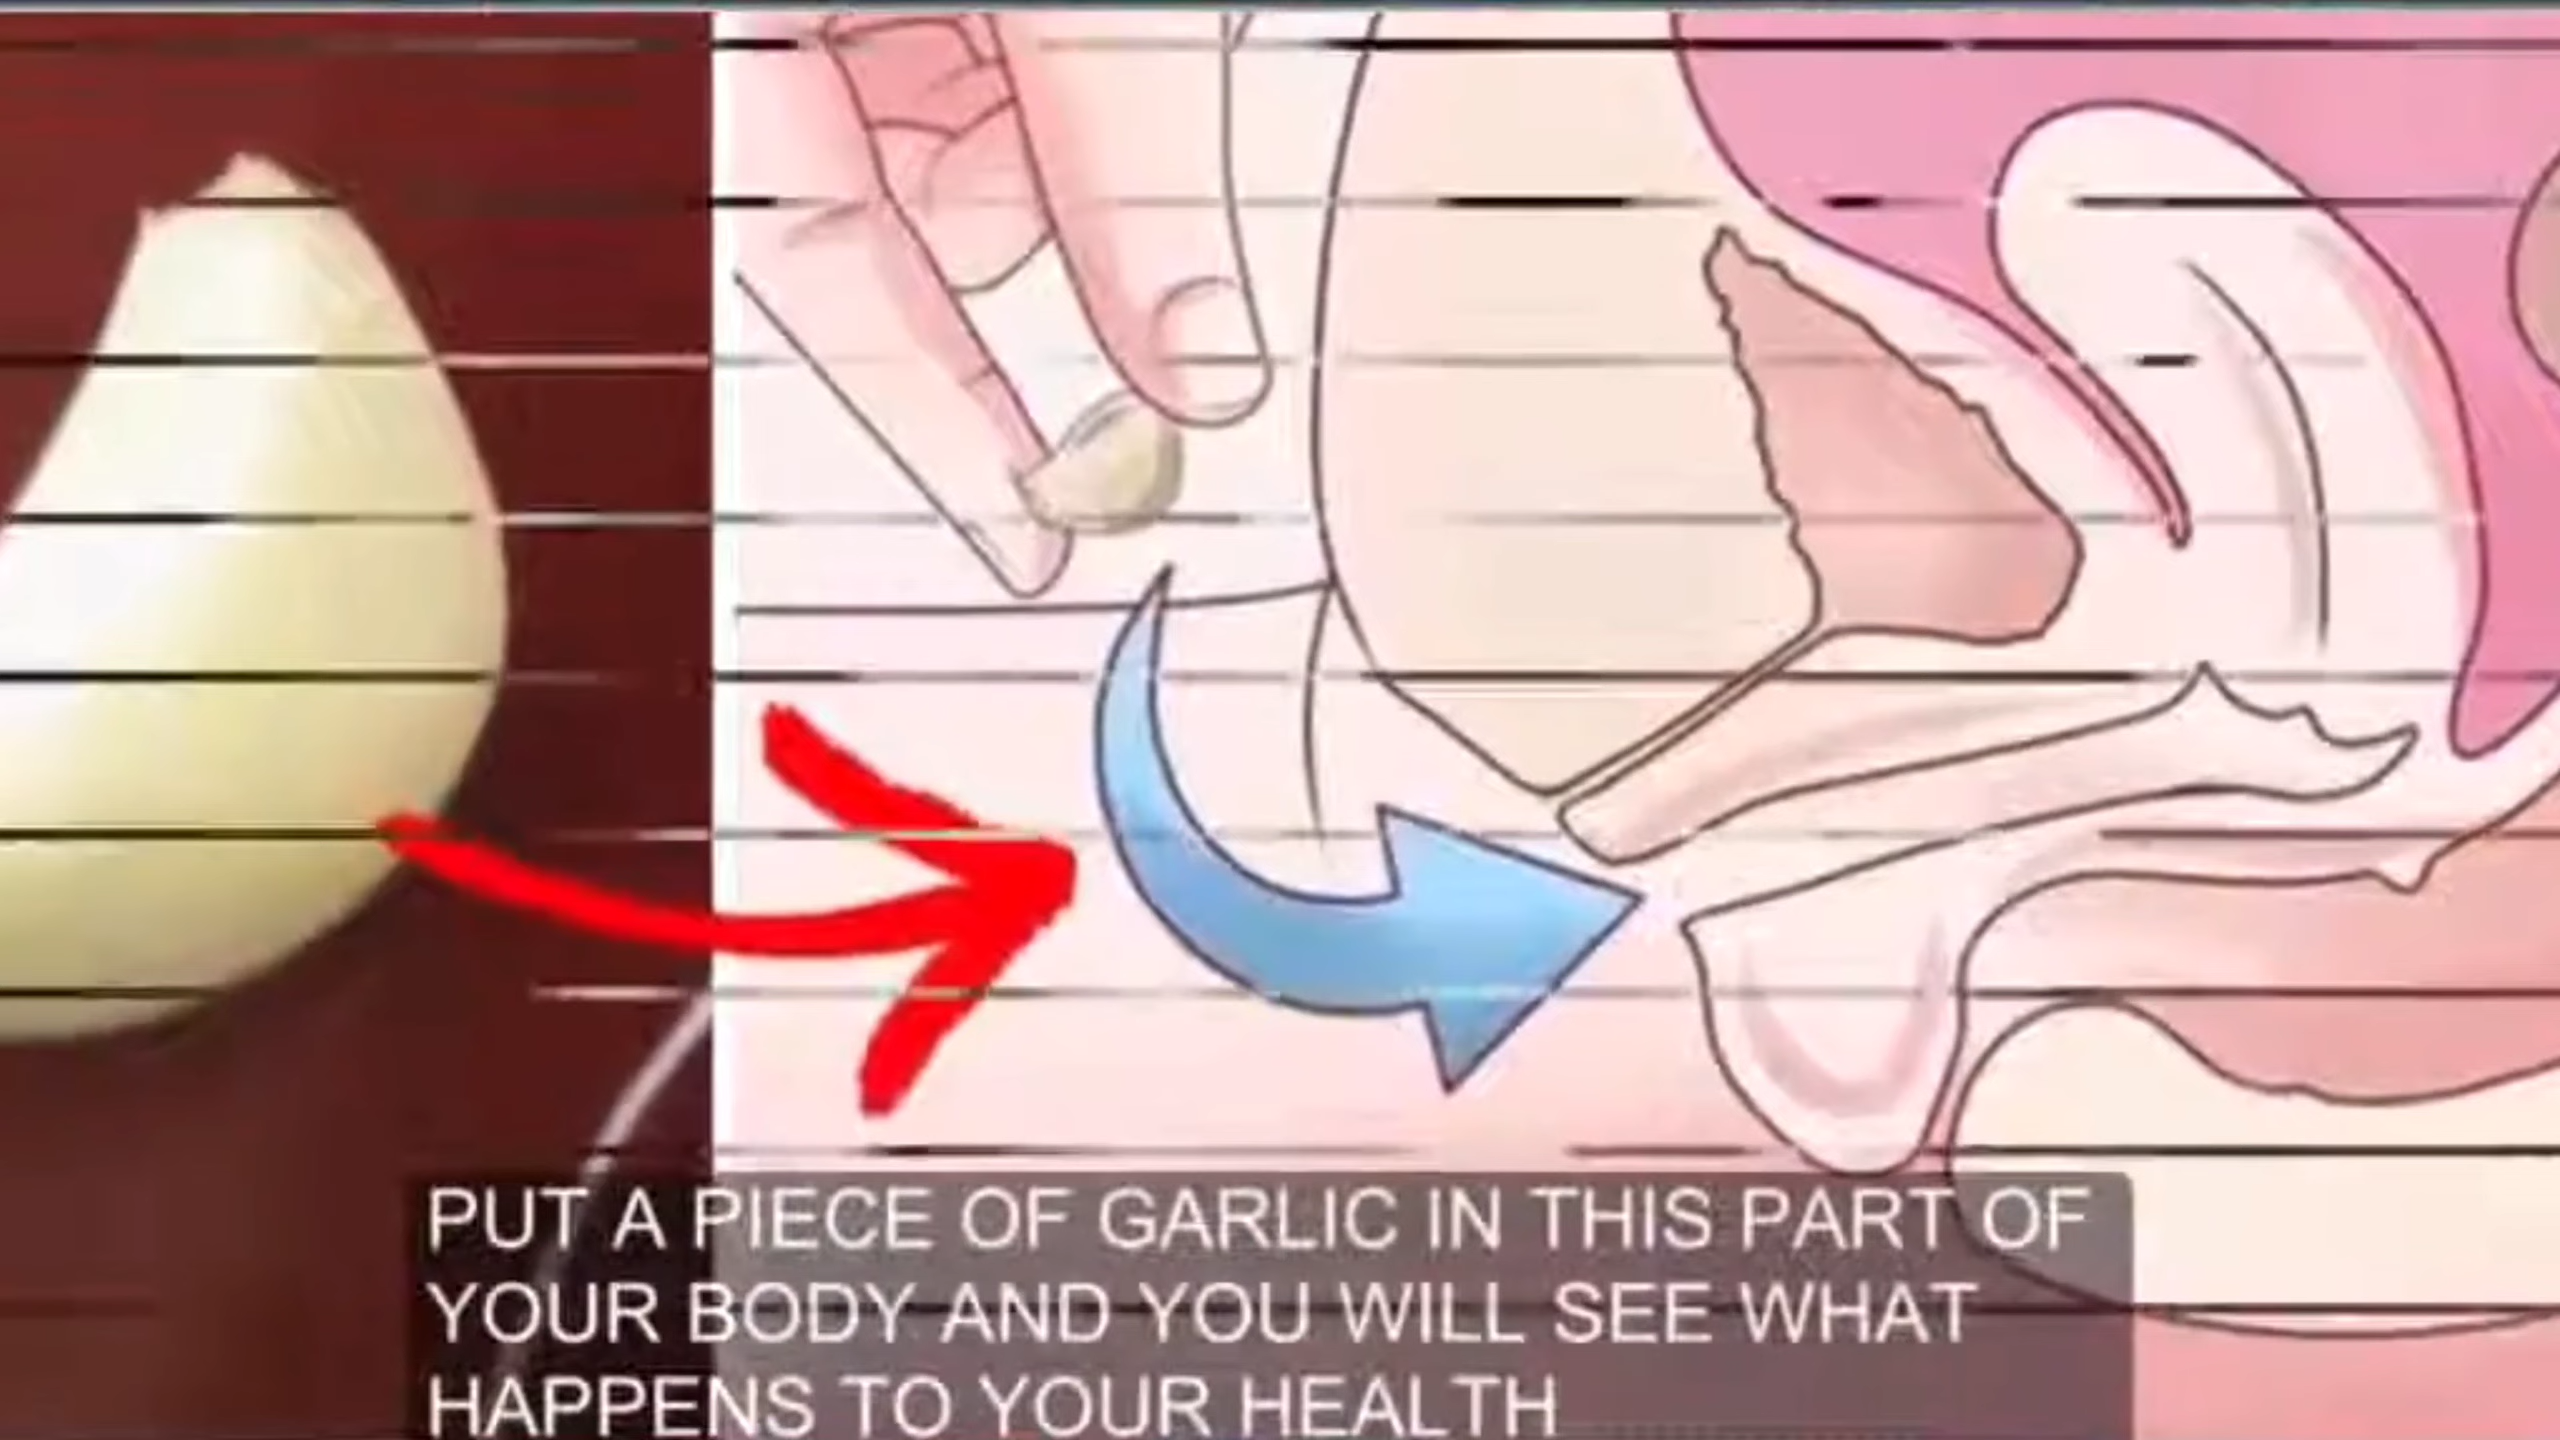 PUT A PIECE OF GARLIC IN THIS PART OF
YOUR BODY AND YOU WILL SEE WHAT
HAPPENS TO YOUR HEALTH